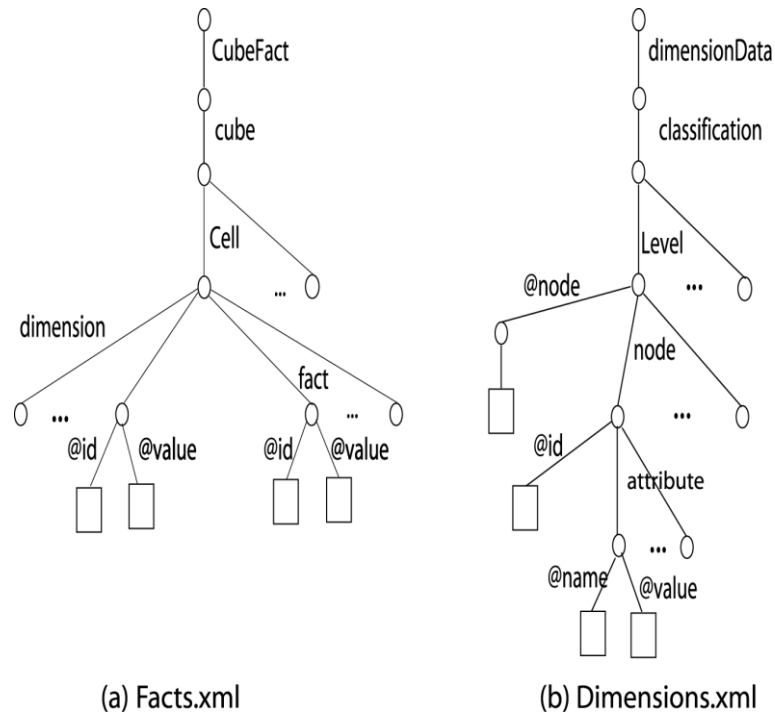 CubeFact
cube
Cell
...
dimension
fact
...
...
@id
@value
@id
@value
(a) Facts.xml
dimensionData
classification
Level
@node
...
node
...
@id
attribute
...
@name
@value
(b) Dimensions.xml